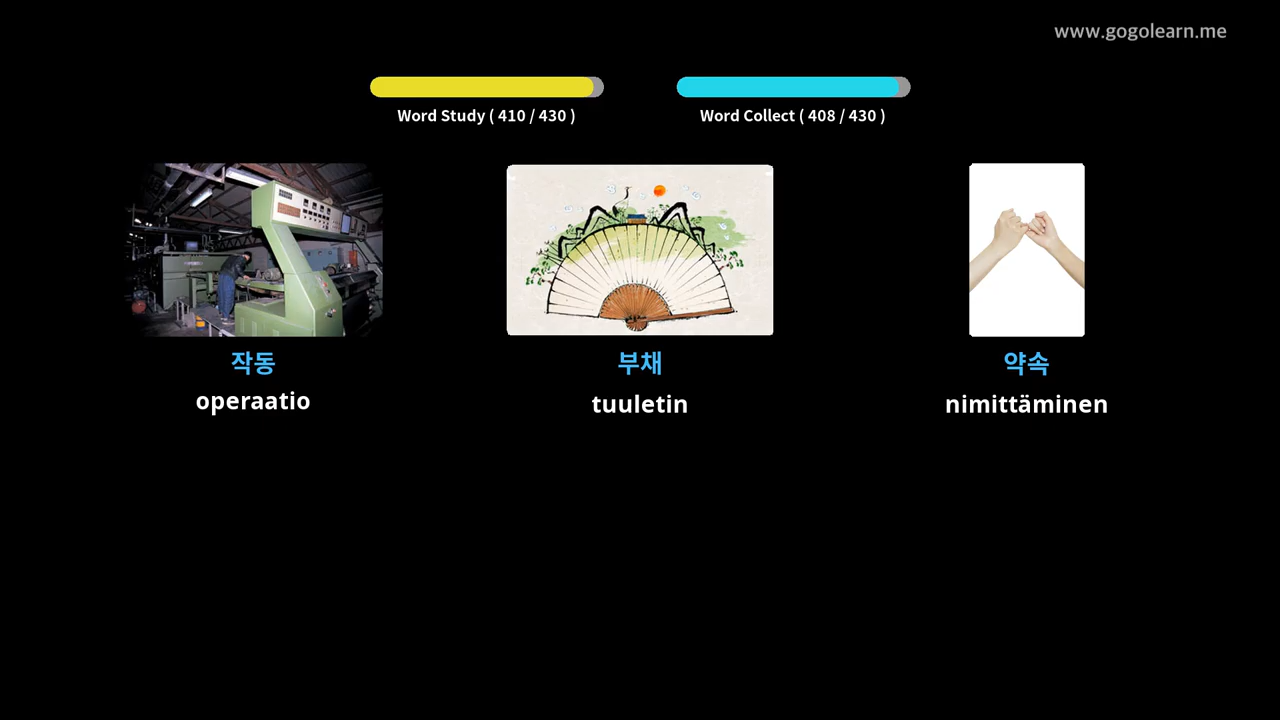 www.gogolearn.me
Word Study ( 410 / 430 )
Word Collect ( 408 / 430 )
작동
부채
약속
operaatio
tuuletin
nimittäminen